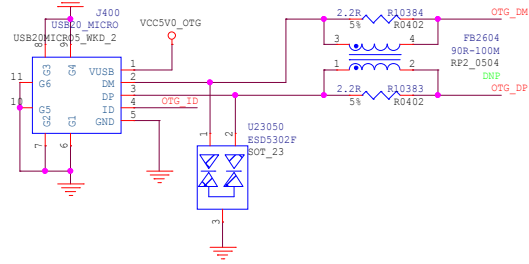 J400
USB20_MICRO
USB20MICRO5_WKD_2
VCC5V0_OTG
2.2R R10384
5% R0402
OTG_DM
8 9
G3 G4
11 G6
VUSB 1
DM 2
DP 3
10 G5
ID 4
OTG_ID
G2 G1
GND 5
7 6
3 4
FB2604
90R-100M
RP2_0504
1 2
DNP
2.2R R10383
5% R0402
OTG_DP
1 2
U23050
ESD5302F
SOT_23
3